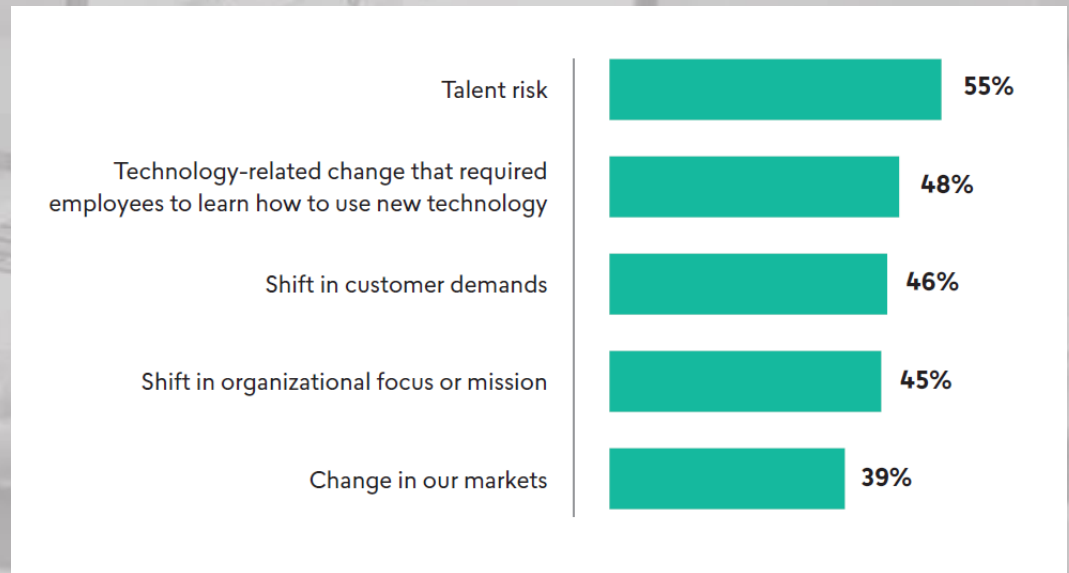 Talent risk
55%
Technology-related change that required
employees to learn how to use new technology
48%
Shift in customer demands
46%
Shift in organizational focus or mission
45%
Change in our markets
39%